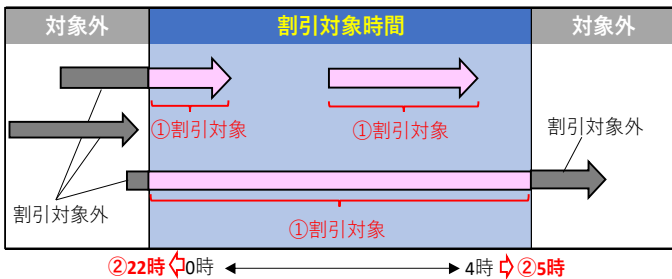 対象外 割引対象時間 対象外
①割引対象 ①割引対象
割引対象外
割引対象外
①割引対象
②22時 0時 4時 ②5時